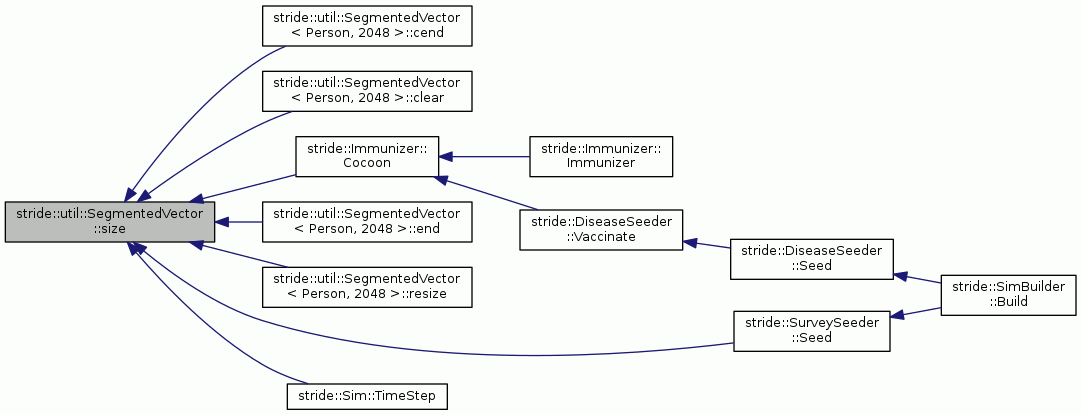 stride::util::SegmentedVector
< Person, 2048 >::cend
stride::util::SegmentedVector
< Person, 2048 >::clear
stride::Immunizer::
Cocoon
stride::Immunizer::
Immunizer
stride::util::SegmentedVector
::size
stride::util::SegmentedVector
< Person, 2048 >::end
stride::DiseaseSeeder
::Vaccinate
stride::DiseaseSeeder
::Seed
stride::util::SegmentedVector
< Person, 2048 >::resize
stride::SimBuilder
::Build
stride::SurveySeeder
::Seed
stride::Sim::TimeStep